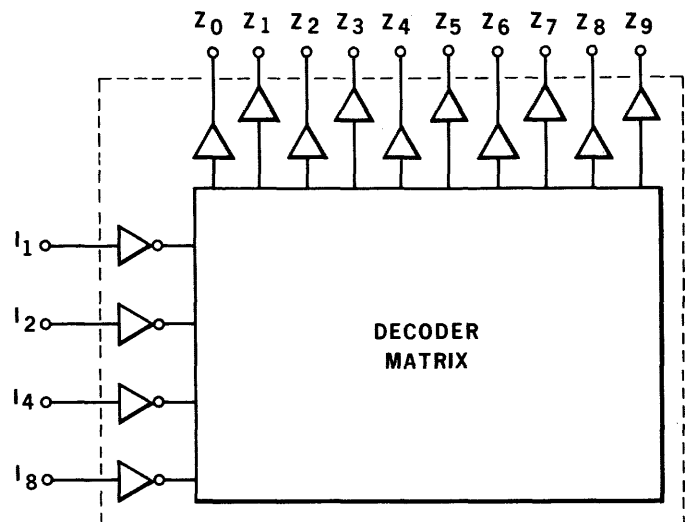 Z0 Z1 Z2 Z3 Z4 Z5 Z6 Z7 Z8 Z9
I1
I2
DECODER
MATRIX
I4
I8